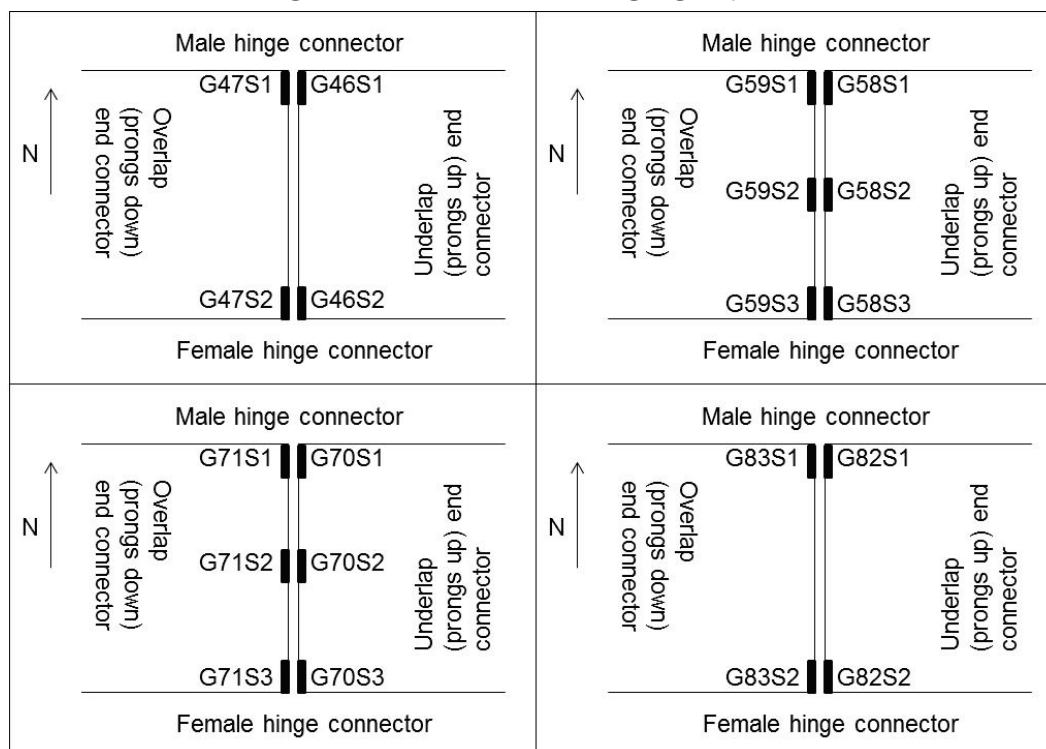 Male hinge connector
G47S1 G46S1
N
Overlap
(prongs down)
end connector
Underlap
(prongs up) end
connector
G47S2 G46S2
Female hinge connector
Male hinge connector
G59S1 G58S1
N
Overlap
(prongs down)
end connector
G59S2 G58S2
Underlap
(prongs up) end
connector
G59S3 G58S3
Female hinge connector
Male hinge connector
G71S1 G70S1
N
Overlap
(prongs down)
end connector
G71S2 G70S2
Underlap
(prongs up) end
connector
G71S3 G70S3
Female hinge connector
Male hinge connector
G83S1 G82S1
N
Overlap
(prongs down)
end connector
Underlap
(prongs up) end
connector
G83S2 G82S2
Female hinge connector